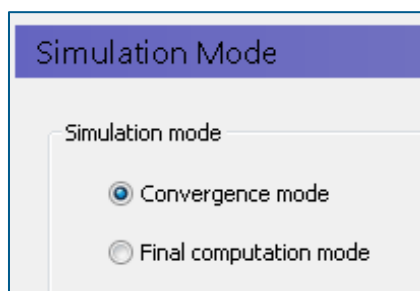 Simulation Mode
Simulation mode
Convergence mode
Final computation mode